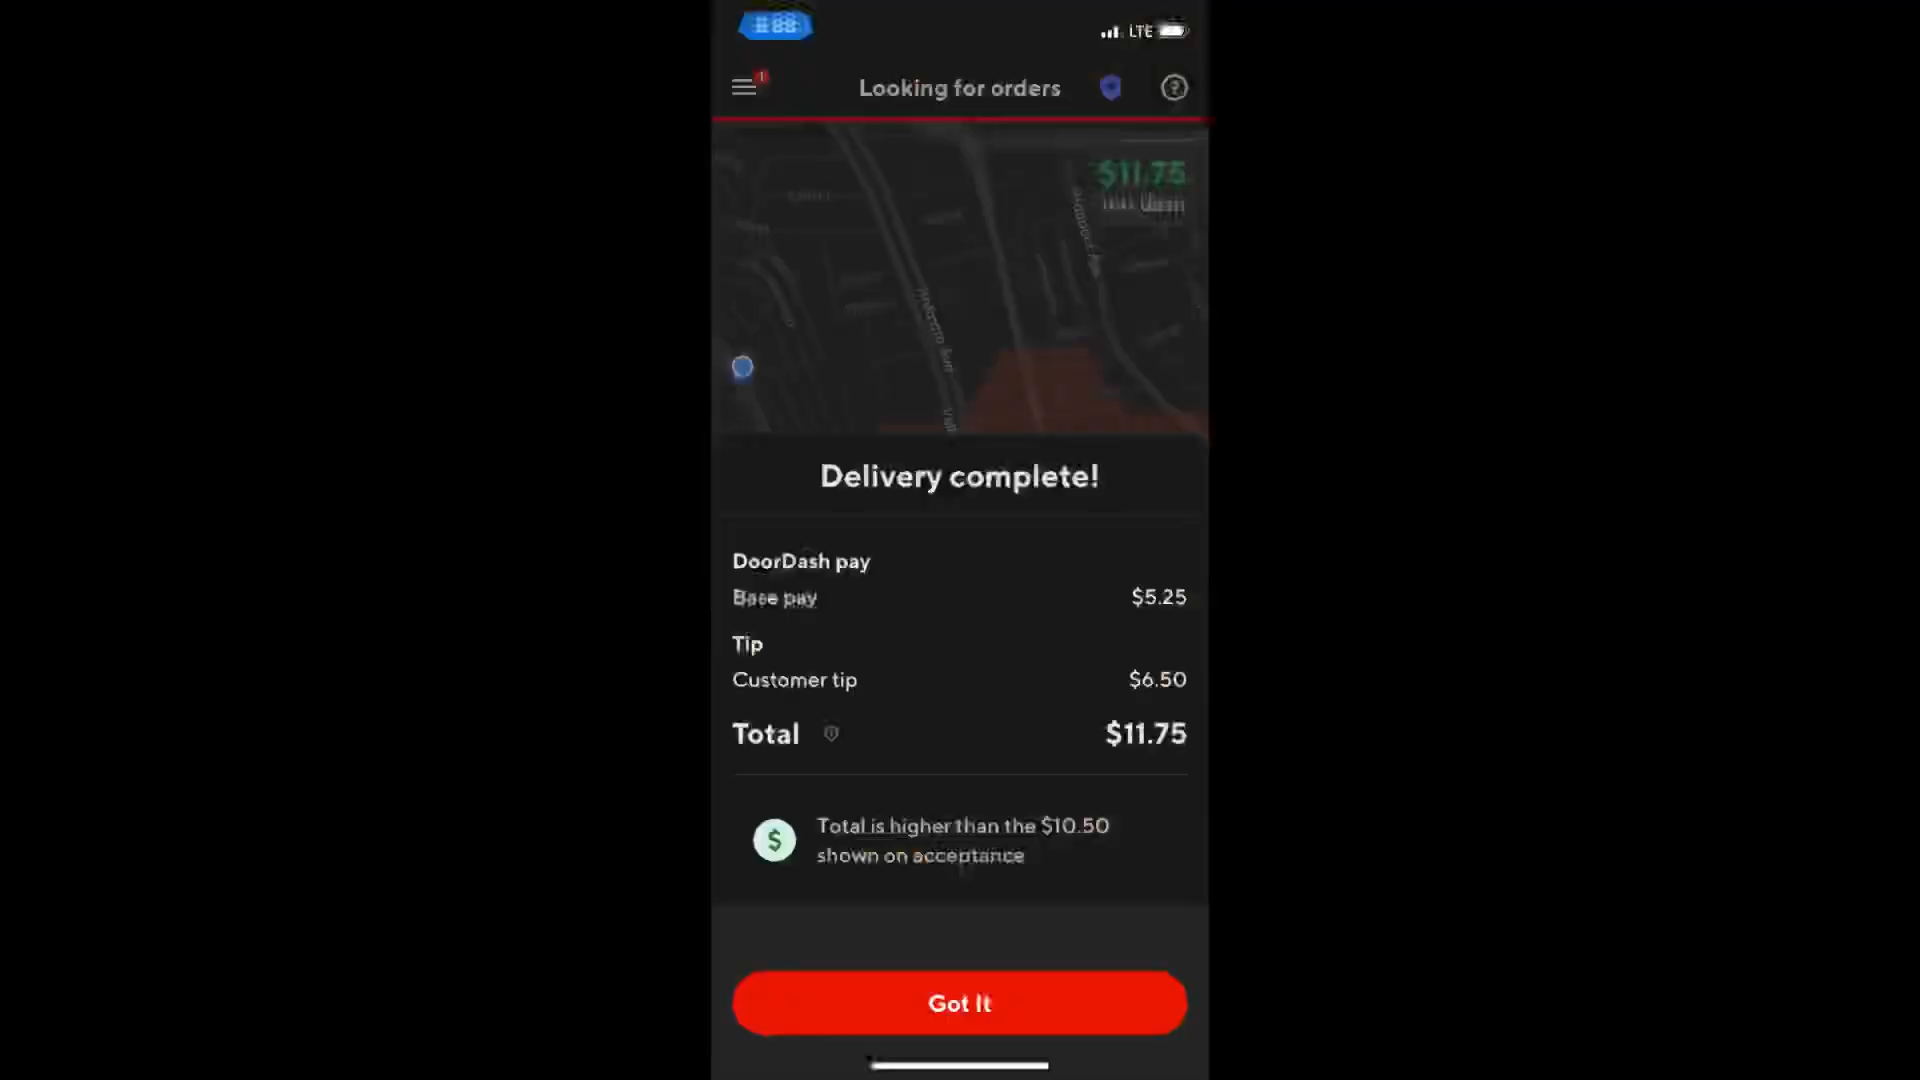 LTE
1
Looking for orders
$11.75
Delivery complete!
DoorDash pay
Base pay
$5.25
Tip
Customer tip
$6.50
Total
$11.75
$
Total is higher than the $10.50
shown on acceptance
Got It